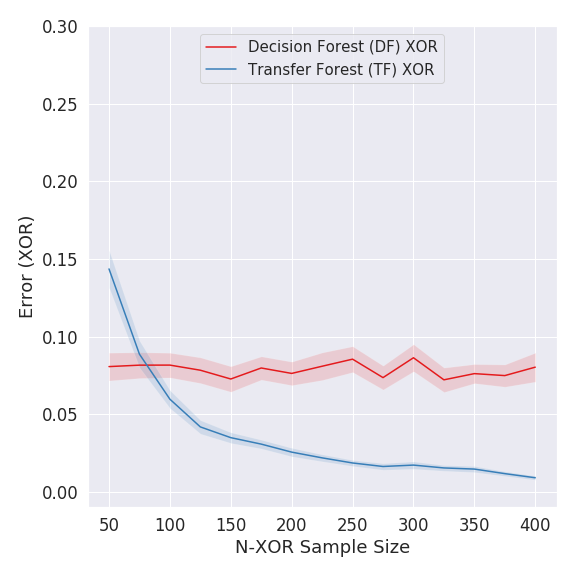 Decision Forest (DF) XOR
Transfer Forest (TF) XOR
Error (XOR)
0.30
0.25
0.20
0.15
0.10
0.05
0.00
50 100 150 200 250 300 350 400
N-XOR Sample Size